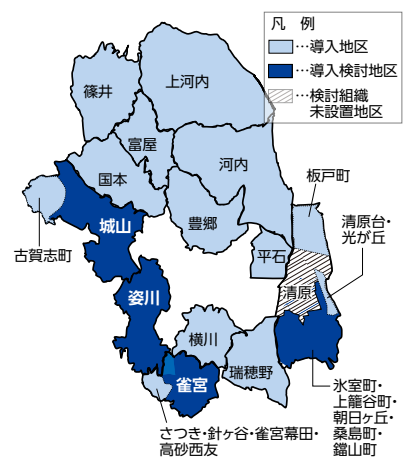 凡　例
…導入地区
…導入検討地区
…検討組織
未設置地区
上河内
篠井
富屋
河内
国本
板戸町
城山
豊郷
清原台・
光が丘
古賀志町
平石
清原
姿川
横川
瑞穂野
雀宮
氷室町・
上籠谷町・
朝日ヶ丘・
桑島町・
鐺山町
さつき・針ヶ谷・雀宮幕田・
高砂西友